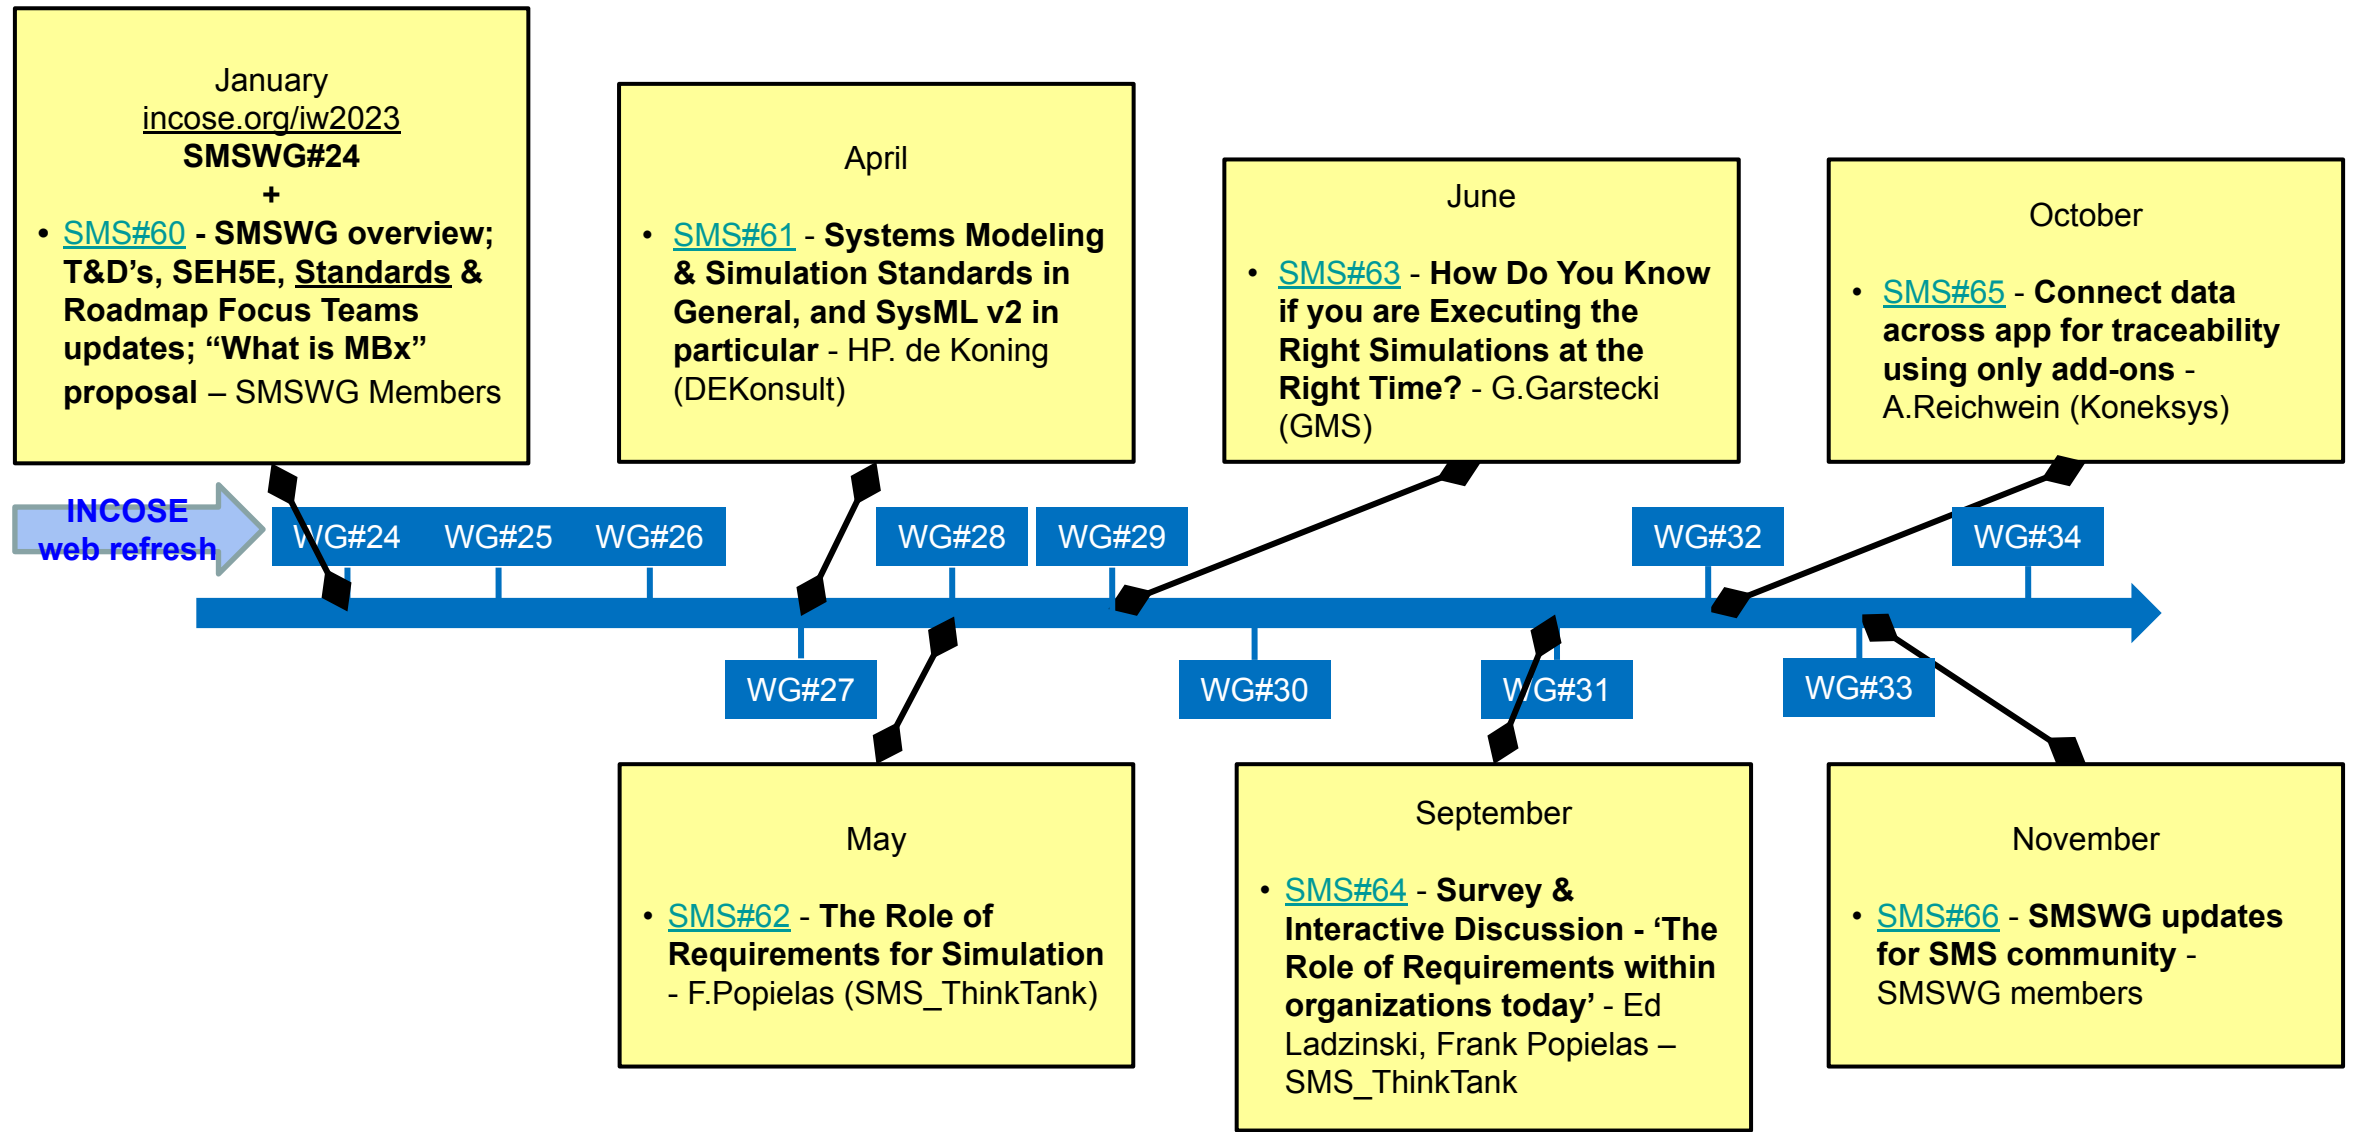 January
incose.org/iw2023
SMSWG#24
+
• SMS#60 - SMSWG overview;
T&D’s, SEH5E, Standards &
Roadmap Focus Teams
updates; “What is MBx”
proposal – SMSWG Members
April
• SMS#61 - Systems Modeling
& Simulation Standards in
General, and SysML v2 in
particular - HP. de Koning
(DEKonsult)
June
• SMS#63 - How Do You Know
if you are Executing the
Right Simulations at the
Right Time? - G.Garstecki
(GMS)
October
• SMS#65 - Connect data
across app for traceability
using only add-ons -
A.Reichwein (Koneksys)
INCOSE
web refresh
WG#24
WG#25
WG#26
WG#28
WG#29
WG#32
WG#34
WG#27
WG#30
WG#31
WG#33
May
• SMS#62 - The Role of
Requirements for Simulation
- F.Popielas (SMS_ThinkTank)
September
• SMS#64 - Survey &
Interactive Discussion - ‘The
Role of Requirements within
organizations today’ - Ed
Ladzinski, Frank Popielas –
SMS_ThinkTank
November
• SMS#66 - SMSWG updates
for SMS community -
SMSWG members